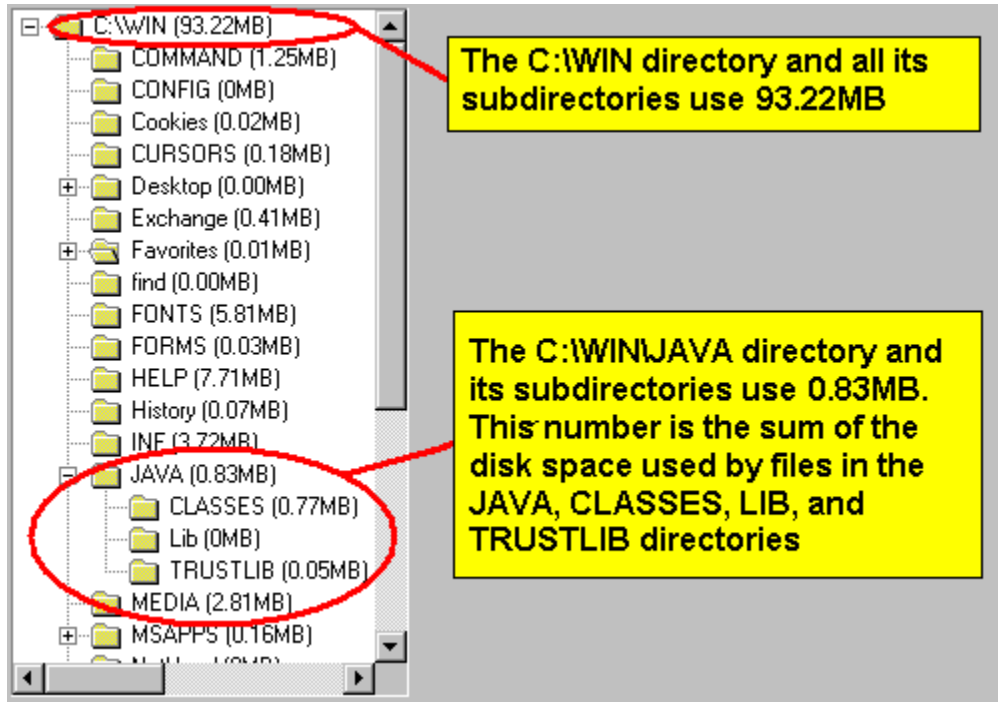 C:\WIN (93.22MB)
COMMAND (1.25MB)
CONFIG (0MB)
Cookies (0.02MB)
CURSORS (0.18MB)
Desktop (0.00MB)
Exchange (0.41MB)
Favorites (0.01MB)
find (0.00MB)
FONTS (5.81MB)
FORMS (0.03MB)
HELP (7.71MB)
History (0.07MB)
INF (3.72MB)
JAVA (0.83MB)
CLASSES (0.77MB)
Lib (0MB)
TRUSTLIB (0.05MB)
MEDIA (2.81MB)
MSAPPS (0.16MB)
The C:\WIN directory and all its
subdirectories use 93.22MB
The C:\WIN\JAVA directory and
its subdirectories use 0.83MB.
This number is the sum of the
disk space used by files in the
JAVA, CLASSES, LIB, and
TRUSTLIB directories